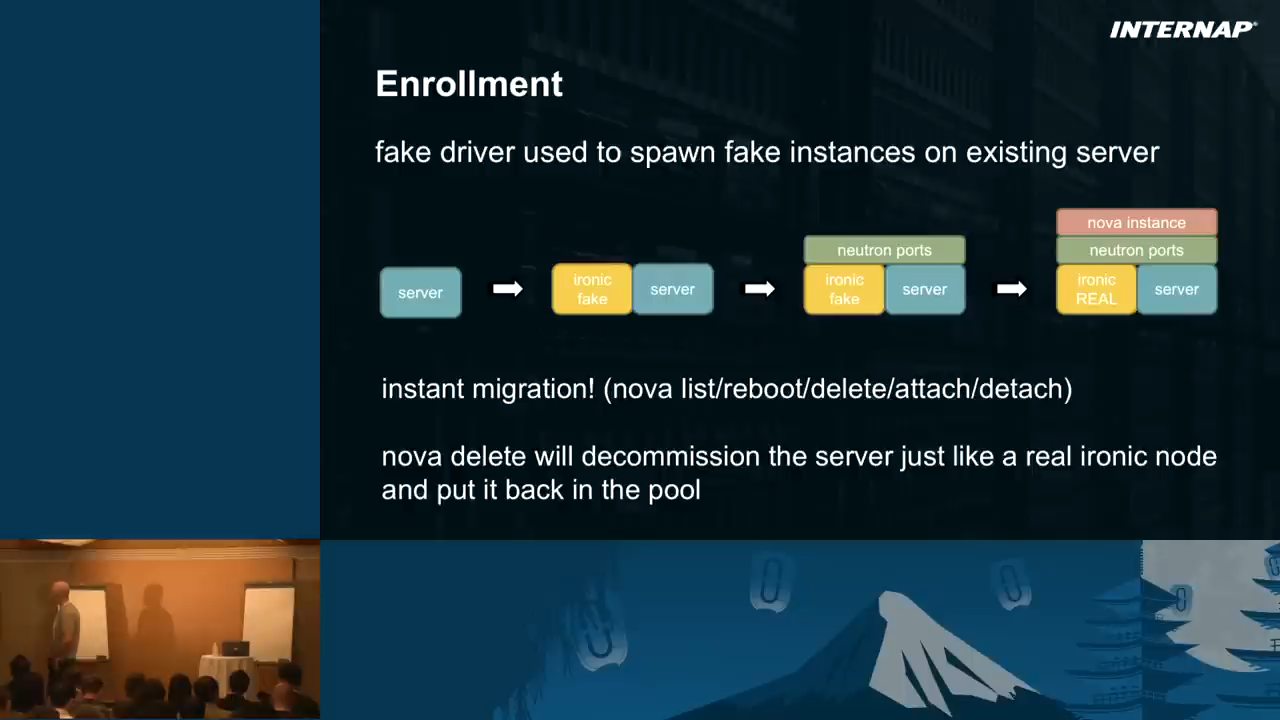 INTERNAP
Enrollment
fake driver used to spawn fake instances on existing server
server
ironic
fake
server
neutron ports
ironic
fake
server
nova instance
neutron ports
ironic
REAL
server
instant migration! (nova list/reboot/delete/attach/detach)
nova delete will decommission the server just like a real ironic node
and put it back in the pool